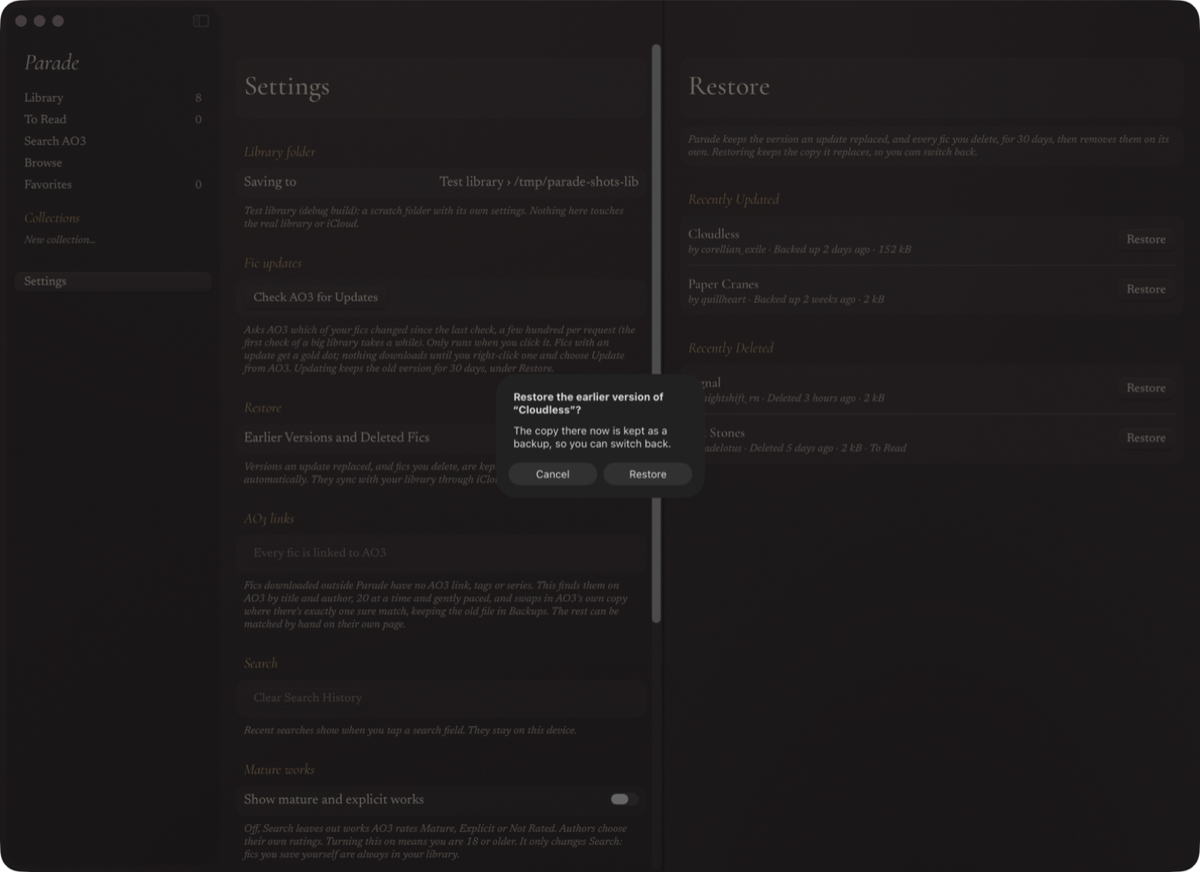 Parade
Library 8
To Read 0
Search AO3
Browse
Favorites 0
Collections
New collection...
Settings
Settings
Library folder
Saving to Test library › /tmp/parade-shots-lib
Test library (debug build): a scratch folder with its own settings. Nothing here touches
the real library or iCloud.
Fic updates
Check AO3 for Updates
Asks AO3 which of your fics changed since the last check, a few hundred per request (the
first check of a big library takes a while). Only runs when you click it. Fics with an
update get a gold dot; nothing downloads until you right-click one and choose Update
from AO3. Updating keeps the old version for 30 days, under Restore.
Restore
Earlier Versions and Deleted Fics
Versions an update replaced, and fics you delete, are
automatically. They sync with your library through
AO3 links
Every fic is linked to AO3
Fics downloaded outside Parade have no AO3 link, tags or series. This finds them on
AO3 by title and author, 20 at a time and gently paced, and swaps in AO3's own copy
where there's exactly one sure match, keeping the old file in Backups. The rest can be
matched by hand on their own page.
Search
Clear Search History
Recent searches show when you tap a search field. They stay on this device.
Mature works
Show mature and explicit works
Off, Search leaves out works AO3 rates Mature, Explicit or Not Rated. Authors choose
their own ratings. Turning this on means you are 18 or older. It only changes Search:
fics you save yourself are always in your library.
Restore
Parade keeps the version an update replaced, and every fic you delete, for 30 days, then removes them on its
own. Restoring keeps the copy it replaces, so you can switch back.
Recently Updated
Cloudless
by corellian_exile · Backed up 2 days ago · 152 kB
Restore
Paper Cranes
by quillheart · Backed up 2 weeks ago · 2 kB
Restore
Recently Deleted
nightshift_rn · Deleted 3 hours ago · 2 kB
Restore
Stones
· Deleted 5 days ago · 2 kB · To Read
Restore
Restore the earlier version of
“Cloudless”?
The copy there now is kept as a
backup, so you can switch back.
Cancel Restore